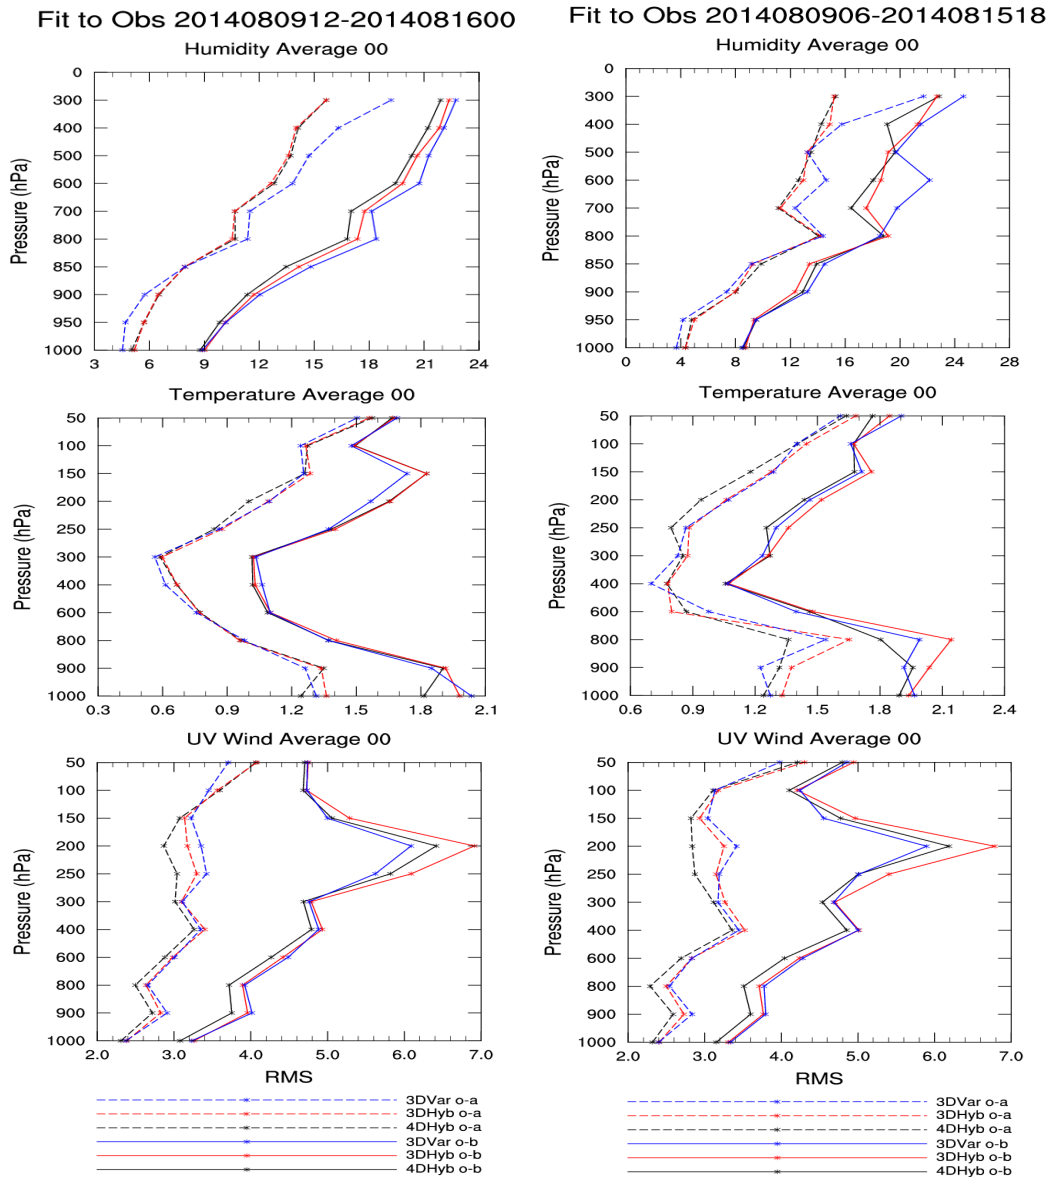 Fit to Obs 2014080912-2014081600
Humidity Average 00
Pressure (hPa)
0
300
400
500
600
700
800
850
900
950
1000
3 6 9 12 15 18 21 24
Temperature Average 00
Pressure (hPa)
50
100
150
200
250
300
400
600
800
900
1000
0.3 0.6 0.9 1.2 1.5 1.8 2.1
UV Wind Average 00
Pressure (hPa)
50
100
150
200
250
300
400
600
800
900
1000
2.0 3.0 4.0 5.0 6.0 7.0
RMS
3DVar o-a
3DHyb o-a
4DHyb o-a
3DVar o-b
3DHyb o-b
4DHyb o-b
Fit to Obs 2014080906-2014081518
Humidity Average 00
Pressure (hPa)
0
300
400
500
600
700
800
850
900
950
1000
0 4 8 12 16 20 24 28
Temperature Average 00
Pressure (hPa)
50
100
150
200
250
300
400
600
800
900
1000
0.6 0.9 1.2 1.5 1.8 2.1 2.4
UV Wind Average 00
Pressure (hPa)
50
100
150
200
250
300
400
600
800
900
1000
2.0 3.0 4.0 5.0 6.0 7.0
RMS
3DVar o-a
3DHyb o-a
4DHyb o-a
3DVar o-b
3DHyb o-b
4DHyb o-b